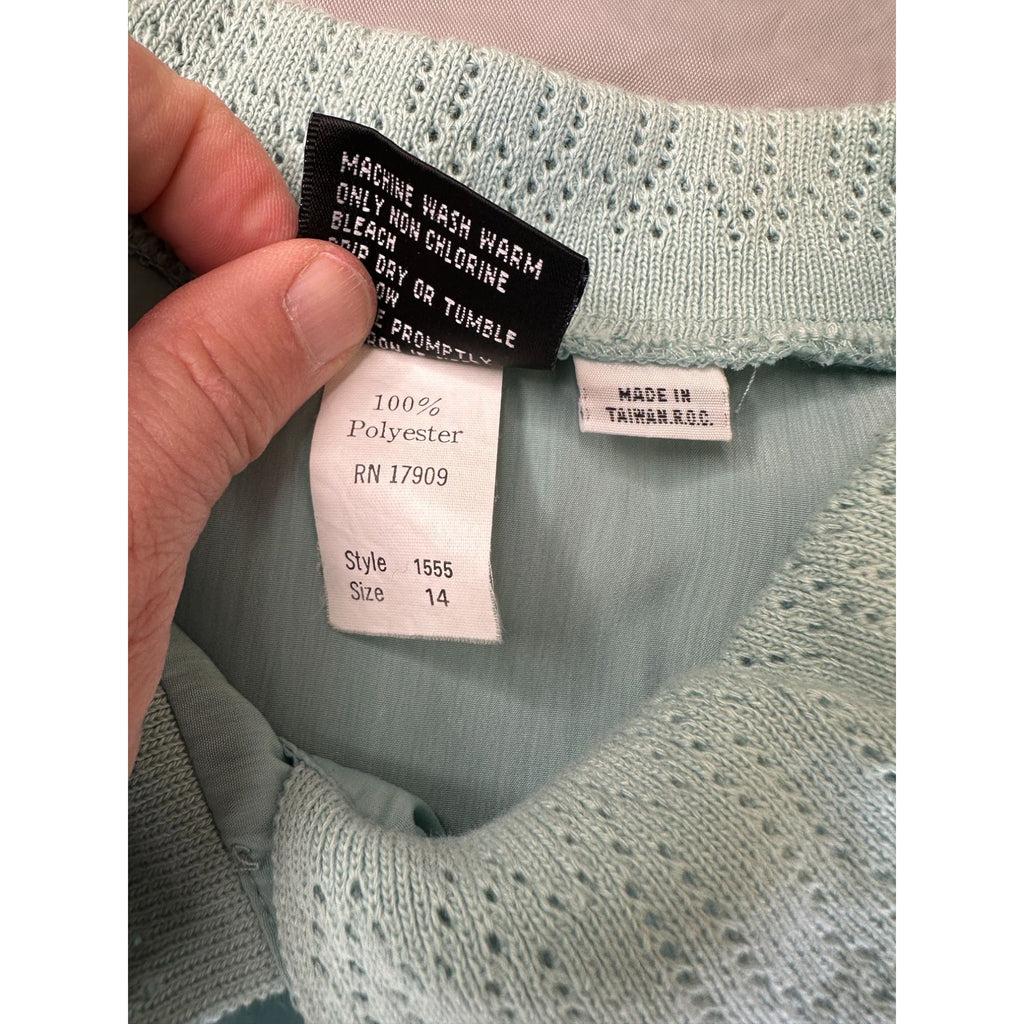 MACHINE WASH WARM
ONLY NON CHLORINE
BLEACH
DRIP DRY OR TUMBLE
PROMPTLY
100%
Polyester
RN 17909
Style 1555
Size 14
MADE IN
TAIWAN.R.O.C.